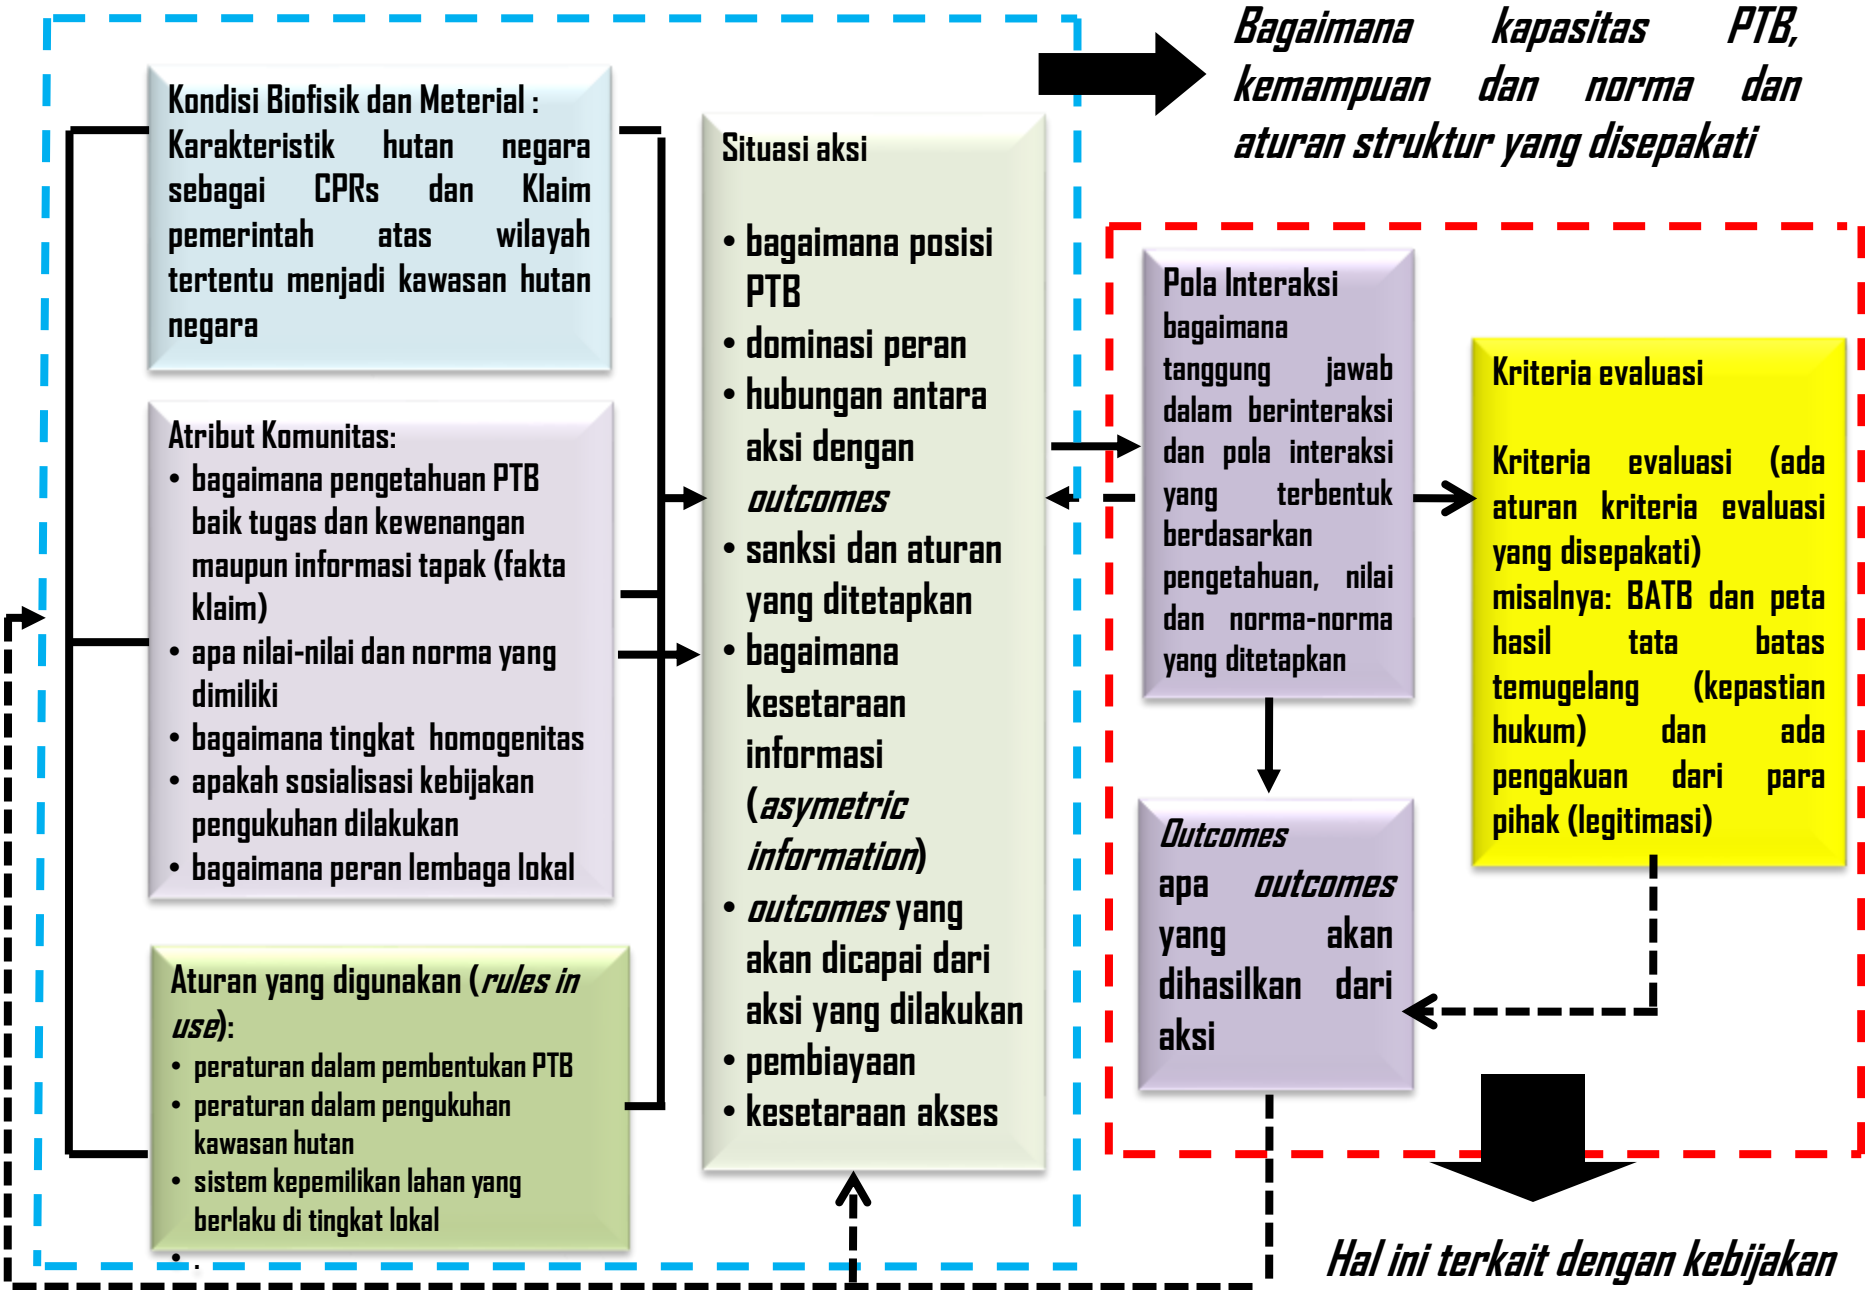 Bagaimana kapasitas PTB,
kemampuan dan norma dan
aturan struktur yang disepakati
Kondisi Biofisik dan Meterial :
Karakteristik hutan negara
sebagai CPRs dan Klaim
pemerintah atas wilayah
tertentu menjadi kawasan hutan
negara
Atribut Komunitas:
• bagaimana pengetahuan PTB
baik tugas dan kewenangan
maupun informasi tapak (fakta
klaim)
• apa nilai-nilai dan norma yang
dimiliki
• bagaimana tingkat homogenitas
• apakah sosialisasi kebijakan
pengukuhan dilakukan
• bagaimana peran lembaga lokal
Aturan yang digunakan (rules in
use):
• peraturan dalam pembentukan PTB
• peraturan dalam pengukuhan
kawasan hutan
• sistem kepemilikan lahan yang
berlaku di tingkat lokal
• .
Situasi aksi
• bagaimana posisi
PTB
• dominasi peran
• hubungan antara
aksi dengan
outcomes
• sanksi dan aturan
yang ditetapkan
• bagaimana
kesetaraan
informasi
(asymetric
information)
• outcomes yang
akan dicapai dari
aksi yang dilakukan
• pembiayaan
• kesetaraan akses
Pola Interaksi
bagaimana
tanggung jawab
dalam berinteraksi
dan pola interaksi
yang terbentuk
berdasarkan
pengetahuan, nilai
dan norma-norma
yang ditetapkan
Outcomes
apa outcomes
yang akan
dihasilkan dari
aksi
Kriteria evaluasi
Kriteria evaluasi (ada
aturan kriteria evaluasi
yang disepakati)
misalnya: BATB dan peta
hasil tata batas
temugelang (kepastian
hukum) dan ada
pengakuan dari para
pihak (legitimasi)
Hal ini terkait dengan kebijakan